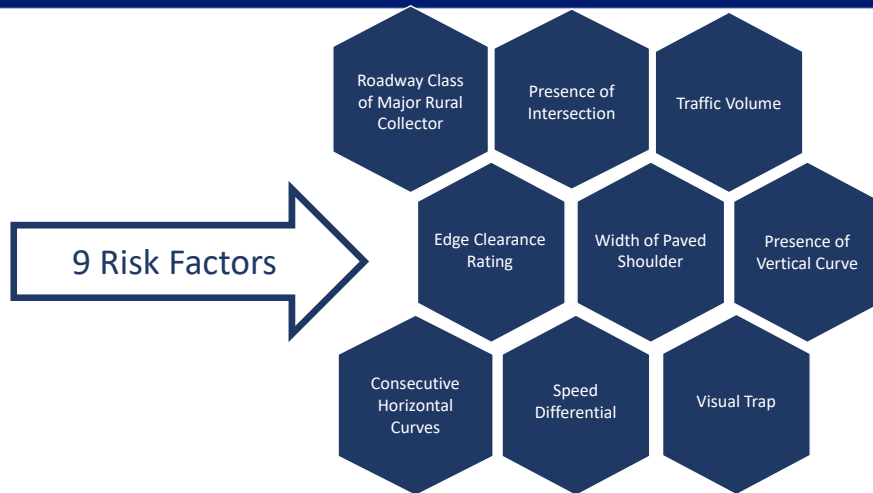 Roadway Class
of Major Rural
Collector
Presence of
Intersection
Traffic Volume
9 Risk Factors
Edge Clearance
Rating
Width of Paved
Shoulder
Presence of
Vertical Curve
Consecutive
Horizontal
Curves
Speed
Differential
Visual Trap